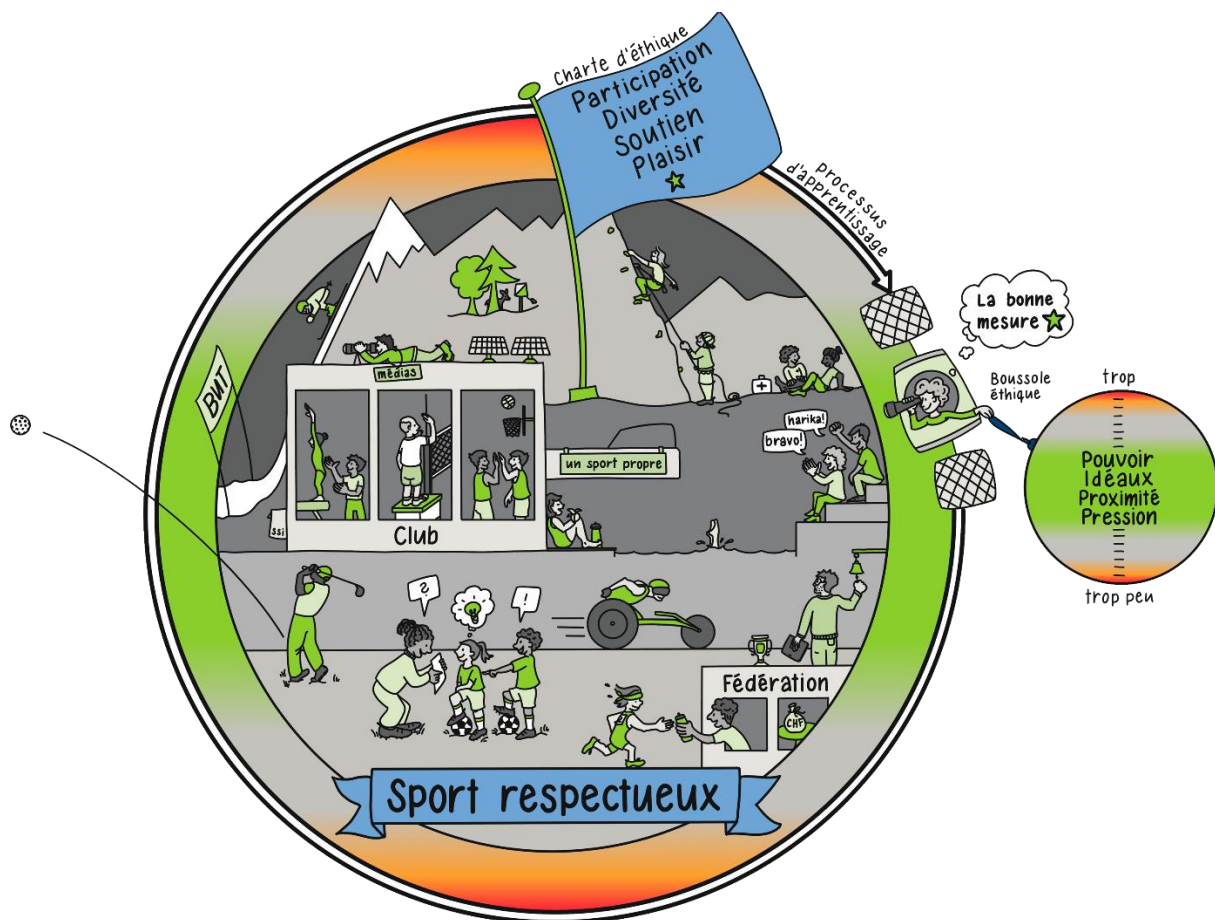 Charte d'éthique
Participation
Diversité
Soutien
Plaisir
processus
d'apprentissage
La bonne
mesure
Boussole
éthique
trop
Pouvoir
Idéaux
Proximité
Pression
trop peu
BUT
médias
harika!
bravo!
un sport propre
ssi
Club
?
!
Fédération
CHF
Sport respectueux